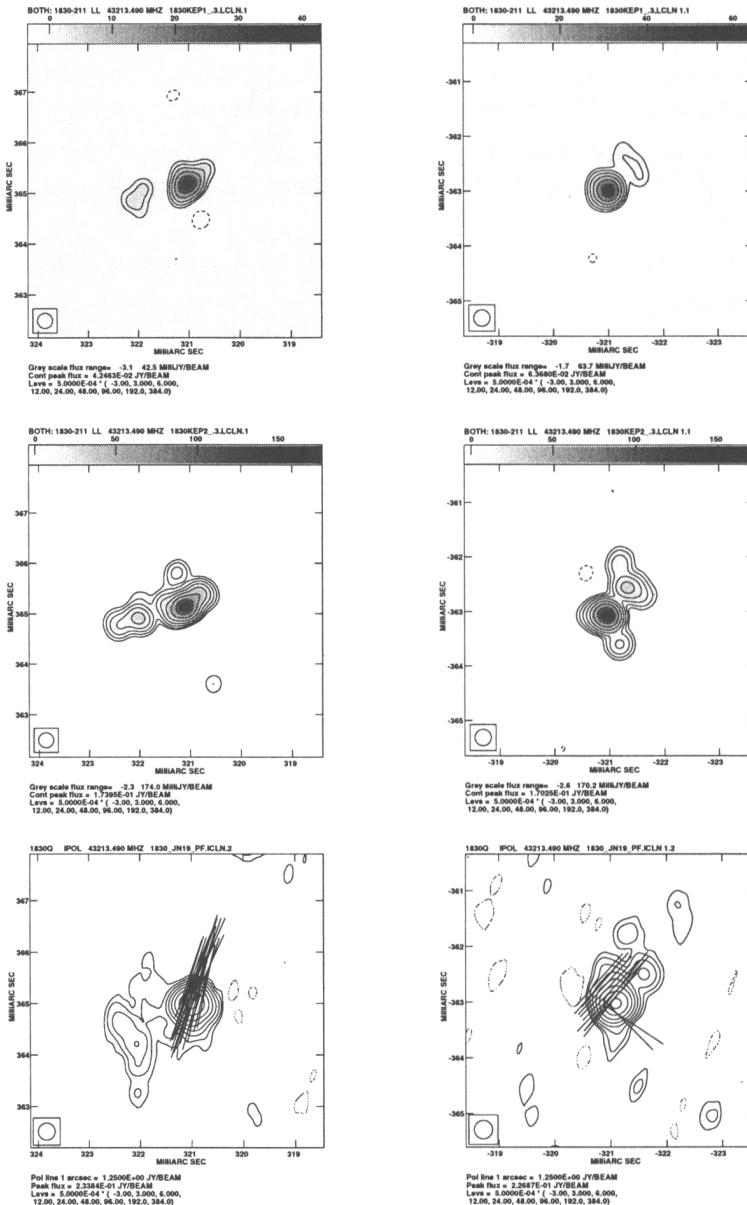 BOTH: 1830-211 LL 43213.490 MHZ 1830KEP1_.3.LCLN.1
0 10 20 30 40
MilliARC SEC
367
366
365
364
363
324 323 322 321 320 319
MilliARC SEC
Grey scale flux range= -3.1 42.5 MilliJY/BEAM
Cont peak flux = 4.2463E-02 JY/BEAM
Levs = 5.0000E-04 * ( -3.00, 3.000, 6.000,
12.00, 24.00, 48.00, 96.00, 192.0, 384.0)
BOTH: 1830-211 LL 43213.490 MHZ 1830KEP1_.3.LCLN 1.1
0 20 40 60
MilliARC SEC
-361
-362
-363
-364
-365
-319 -320 -321 -322 -323
MilliARC SEC
Grey scale flux range= -1.7 63.7 MilliJY/BEAM
Cont peak flux = 6.3680E-02 JY/BEAM
Levs = 5.0000E-04 * ( -3.00, 3.000, 6.000,
12.00, 24.00, 48.00, 96.00, 192.0, 384.0)
BOTH: 1830-211 LL 43213.490 MHZ 1830KEP2_.3.LCLN.1
0 50 100 150
MilliARC SEC
367
366
365
364
363
324 323 322 321 320 319
MilliARC SEC
Grey scale flux range= -2.3 174.0 MilliJY/BEAM
Cont peak flux = 1.7395E-01 JY/BEAM
Levs = 5.0000E-04 * ( -3.00, 3.000, 6.000,
12.00, 24.00, 48.00, 96.00, 192.0, 384.0)
BOTH: 1830-211 LL 43213.490 MHZ 1830KEP2_.3.LCLN 1.1
0 50 100 150
MilliARC SEC
-361
-362
-363
-364
-365
-319 -320 -321 -322 -323
MilliARC SEC
Grey scale flux range= -2.6 170.2 MilliJY/BEAM
Cont peak flux = 1.7025E-01 JY/BEAM
Levs = 5.0000E-04 * ( -3.00, 3.000, 6.000,
12.00, 24.00, 48.00, 96.00, 192.0, 384.0)
1830Q IPOL 43213.490 MHZ 1830_JN19_PF.ICLN.2
MilliARC SEC
367
366
365
364
363
324 323 322 321 320 319
MilliARC SEC
Pol line 1 arcsec = 1.2500E+00 JY/BEAM
Peak flux = 2.3384E-01 JY/BEAM
Levs = 5.0000E-04 * ( -3.00, 3.000, 6.000,
12.00, 24.00, 48.00, 96.00, 192.0, 384.0)
1830Q IPOL 43213.490 MHZ 1830_JN19_PF.ICLN 1.2
MilliARC SEC
-361
-362
-363
-364
-365
-319 -320 -321 -322 -323
MilliARC SEC
Pol line 1 arcsec = 1.2500E+00 JY/BEAM
Peak flux = 2.2687E-01 JY/BEAM
Levs = 5.0000E-04 * ( -3.00, 3.000, 6.000,
12.00, 24.00, 48.00, 96.00, 192.0, 384.0)